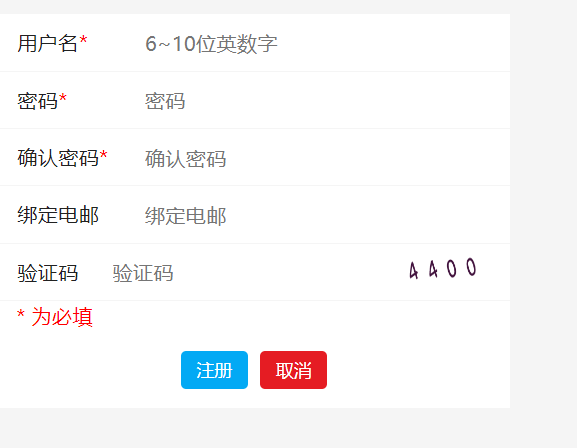 用户名* 6~10位英数字
密码* 密码
确认密码* 确认密码
绑定电邮 绑定电邮
验证码 验证码 4400
* 为必填
注册 取消